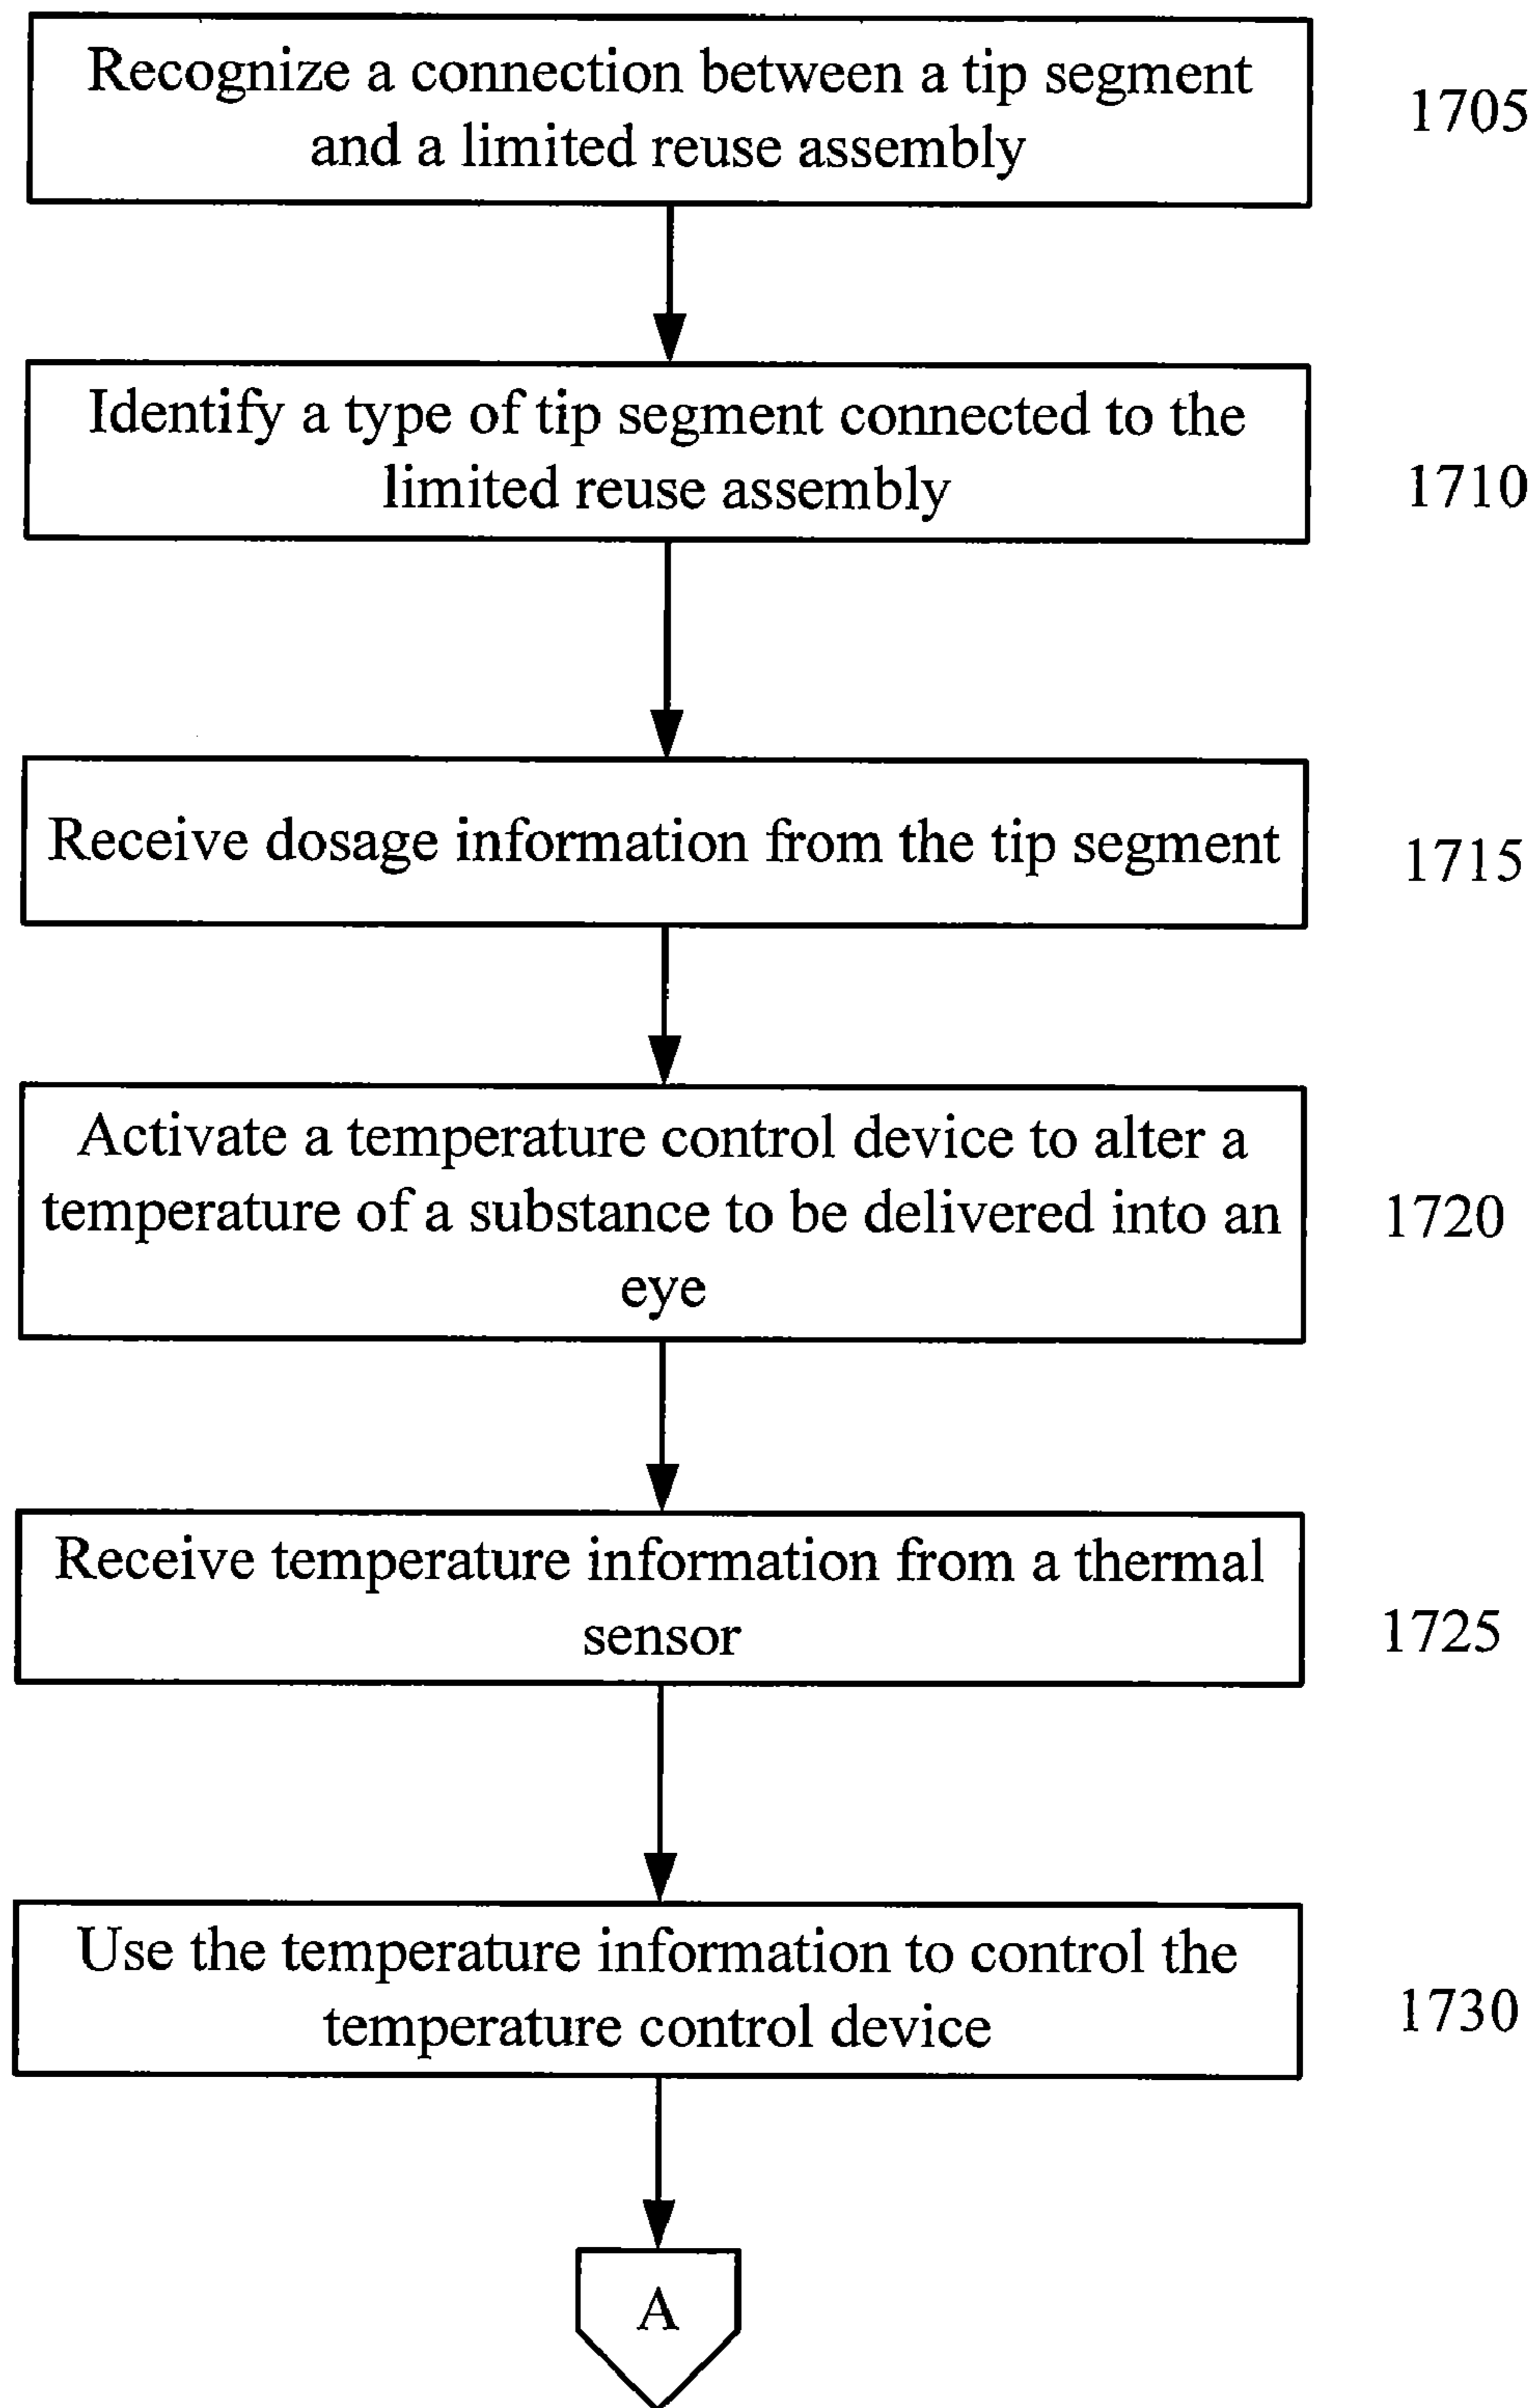 Recognize a connection between a tip segment
and a limited reuse assembly
1705
Identify a type of tip segment connected to the
limited reuse assembly
1710
Receive dosage information from the tip segment
1715
Activate a temperature control device to alter a
temperature of a substance to be delivered into an
eye
1720
Receive temperature information from a thermal
sensor
1725
Use the temperature information to control the
temperature control device
1730
A